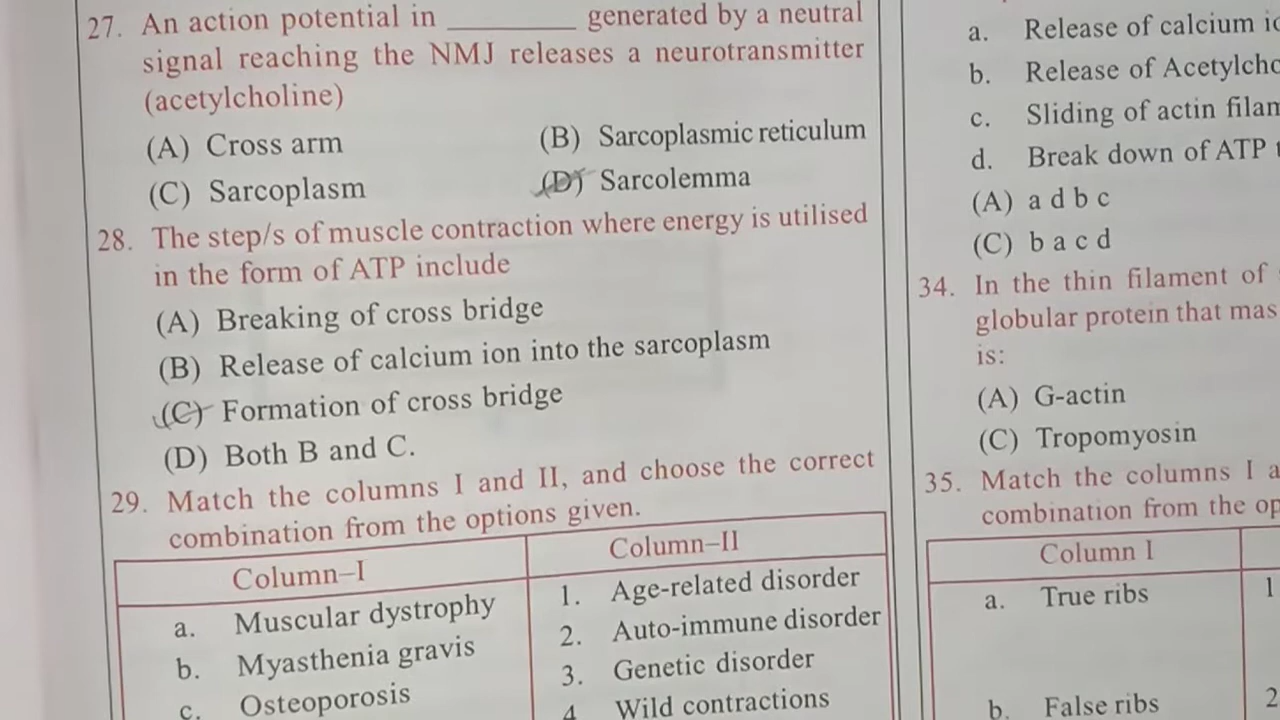 27. An action potential in ________ generated by a neutral
signal reaching the NMJ releases a neurotransmitter
(acetylcholine)
(A) Cross arm (B) Sarcoplasmic reticulum
(C) Sarcoplasm (D) Sarcolemma
28. The step/s of muscle contraction where energy is utilised
in the form of ATP include
(A) Breaking of cross bridge
(B) Release of calcium ion into the sarcoplasm
(C) Formation of cross bridge
(D) Both B and C.
29. Match the columns I and II, and choose the correct
combination from the options given.
Column–I Column–II
a. Muscular dystrophy 1. Age-related disorder
b. Myasthenia gravis 2. Auto-immune disorder
c. Osteoporosis 3. Genetic disorder
4 Wild contractions
a. Release of calcium
b. Release of
c. Sliding of actin
d. Break down of ATP
(A) a d b c
(C) b a c d
34. In the thin filament of
globular protein that
is:
(A) G-actin
(C) Tropomyosin
35. Match the columns I
combination from the
Column I
a. True ribs 1
b. False ribs 2